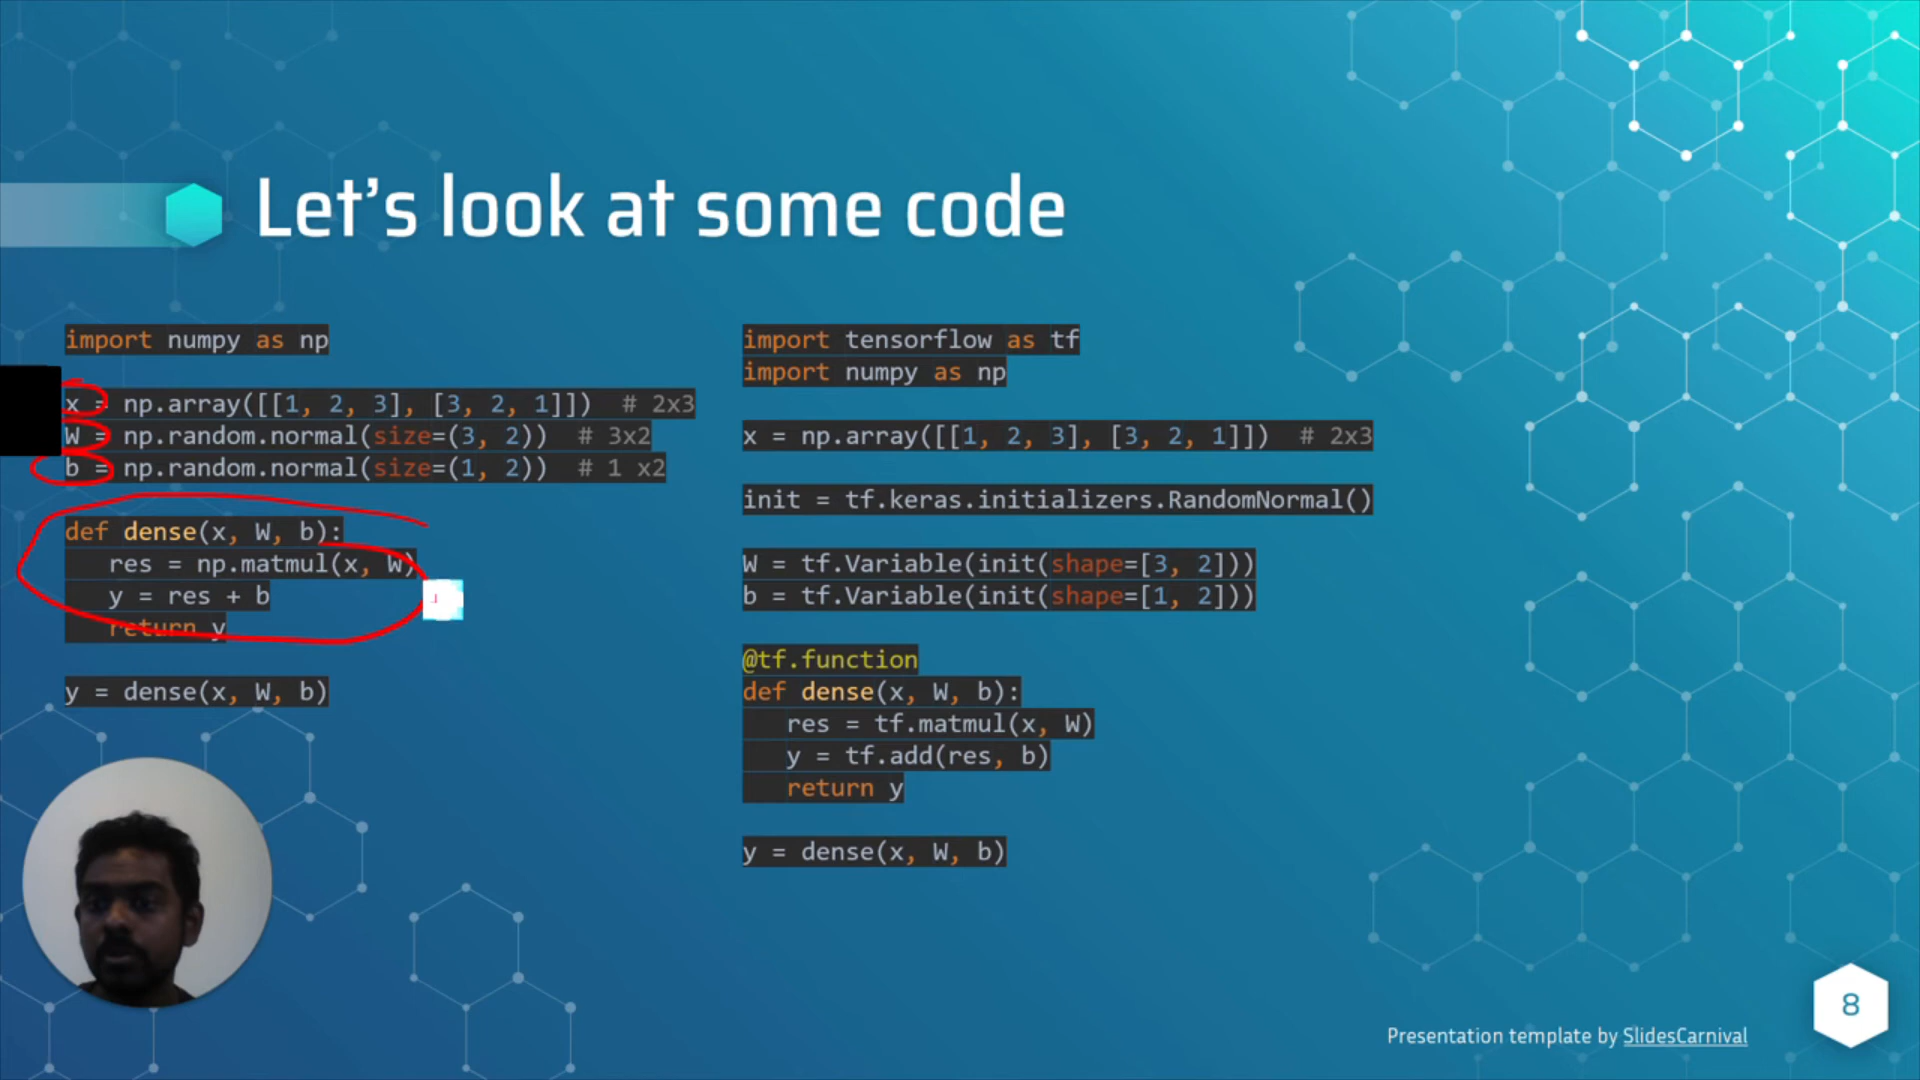 Let's look at some code
import numpy as np
x = np.array([[1, 2, 3], [3, 2, 1]]) # 2x3
W = np.random.normal(size=(3, 2)) # 3x2
b = np.random.normal(size=(1, 2)) # 1 x2
def dense(x, W, b):
res = np.matmul(x, W)
y = res + b
return y
y = dense(x, W, b)
import tensorflow as tf
import numpy as np
x = np.array([[1, 2, 3], [3, 2, 1]]) # 2x3
init = tf.keras.initializers.RandomNormal()
W = tf.Variable(init(shape=[3, 2]))
b = tf.Variable(init(shape=[1, 2]))
@tf.function
def dense(x, W, b):
res = tf.matmul(x, W)
y = tf.add(res, b)
return y
y = dense(x, W, b)
8
Presentation template by SlidesCarnival